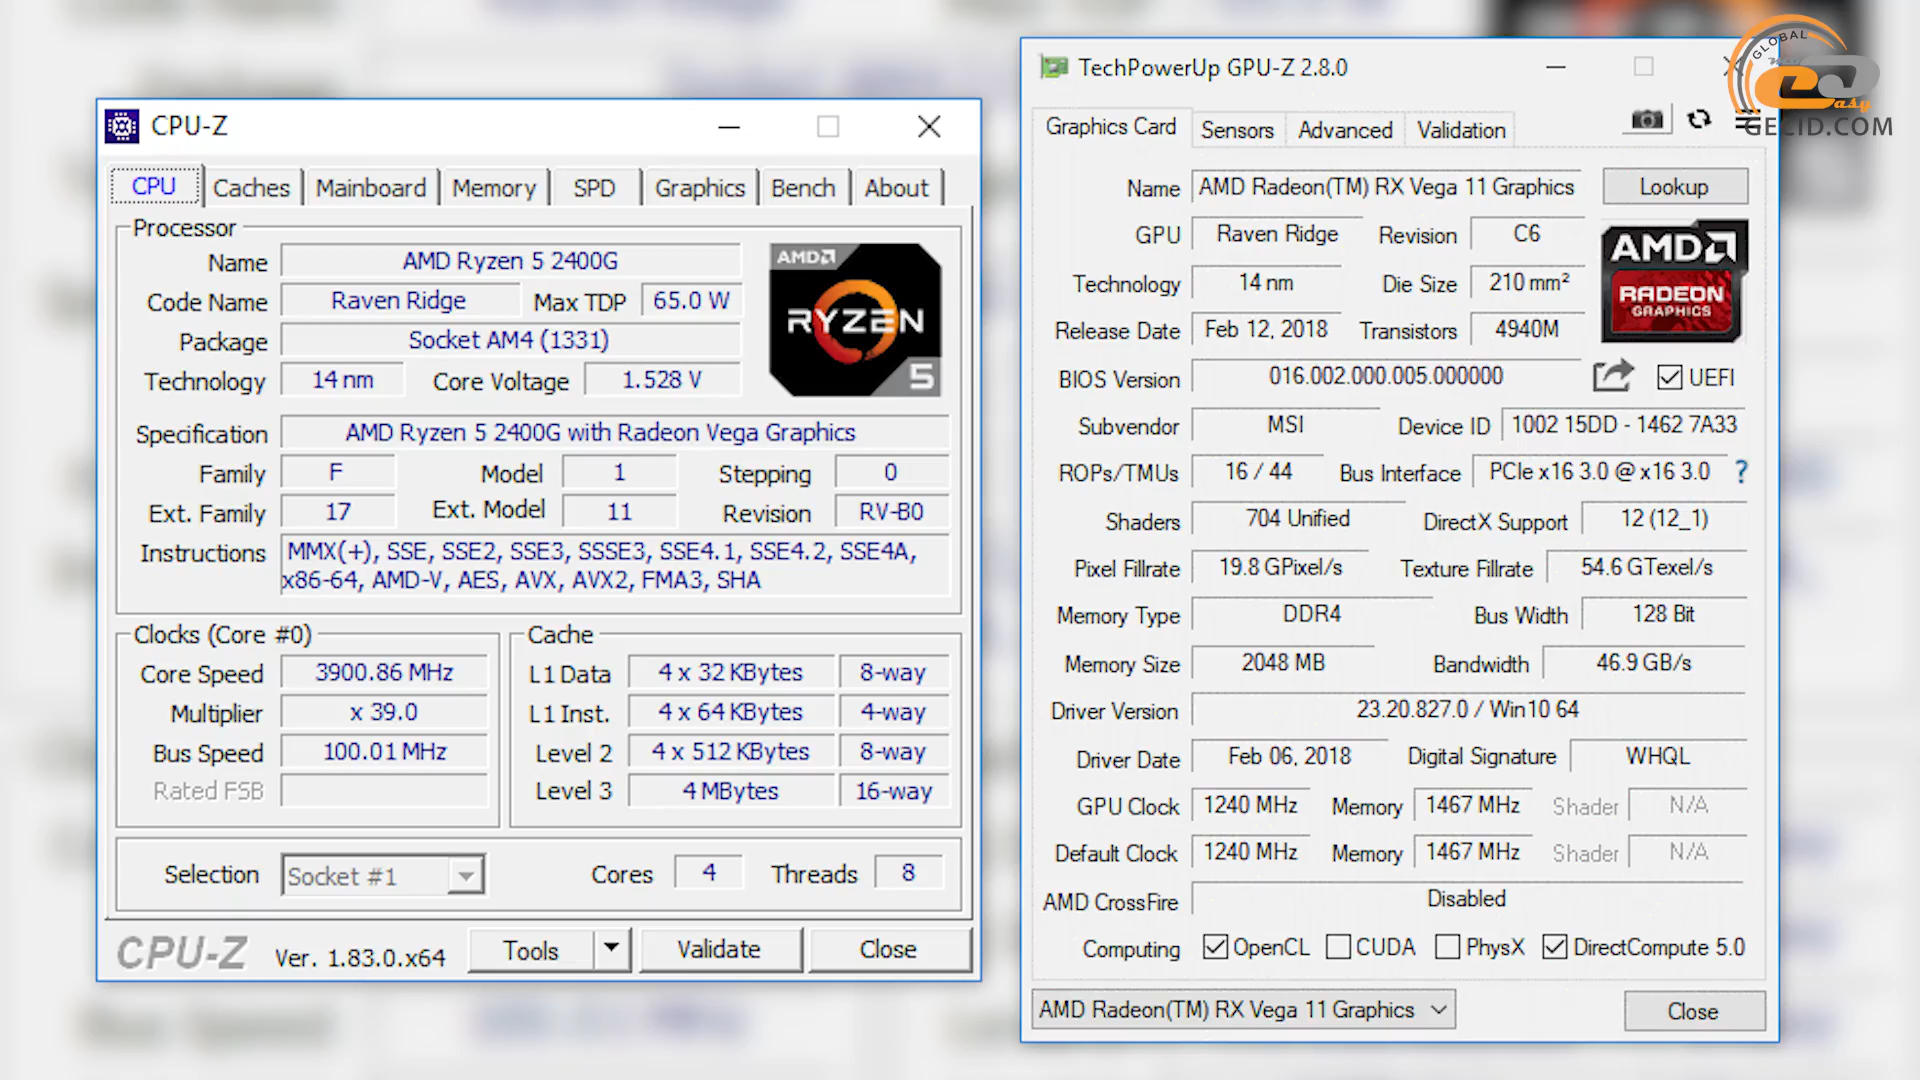 CPU-Z
CPU Caches Mainboard Memory SPD Graphics Bench About
Processor
Name AMD Ryzen 5 2400G
Code Name Raven Ridge Max TDP 65.0 W
Package Socket AM4 (1331)
Technology 14 nm Core Voltage 1.528 V
AMD
RYZEN
5
Specification AMD Ryzen 5 2400G with Radeon Vega Graphics
Family F Model 1 Stepping 0
Ext. Family 17 Ext. Model 11 Revision RV-B0
Instructions MMX(+), SSE, SSE2, SSE3, SSSE3, SSE4.1, SSE4.2, SSE4A,
x86-64, AMD-V, AES, AVX, AVX2, FMA3, SHA
Clocks (Core #0)
Core Speed 3900.86 MHz
Multiplier x 39.0
Bus Speed 100.01 MHz
Rated FSB
Cache
L1 Data 4 x 32 KBytes 8-way
L1 Inst. 4 x 64 KBytes 4-way
Level 2 4 x 512 KBytes 8-way
Level 3 4 MBytes 16-way
Selection Socket #1 Cores 4 Threads 8
CPU-Z Ver. 1.83.0.x64 Tools Validate Close
TechPowerUp GPU-Z 2.8.0
Graphics Card Sensors Advanced Validation
Name AMD Radeon(TM) RX Vega 11 Graphics Lookup
GPU Raven Ridge Revision C6
Technology 14 nm Die Size 210 mm²
Release Date Feb 12, 2018 Transistors 4940M
AMD
RADEON
GRAPHICS
BIOS Version 016.002.000.005.000000 UEFI
Subvendor MSI Device ID 1002 15DD - 1462 7A33
ROPs/TMUs 16 / 44 Bus Interface PCIe x16 3.0 @ x16 3.0 ?
Shaders 704 Unified DirectX Support 12 (12_1)
Pixel Fillrate 19.8 GPixel/s Texture Fillrate 54.6 GTexel/s
Memory Type DDR4 Bus Width 128 Bit
Memory Size 2048 MB Bandwidth 46.9 GB/s
Driver Version 23.20.827.0 / Win10 64
Driver Date Feb 06, 2018 Digital Signature WHQL
GPU Clock 1240 MHz Memory 1467 MHz Shader N/A
Default Clock 1240 MHz Memory 1467 MHz Shader N/A
AMD CrossFire Disabled
Computing OpenCL CUDA PhysX DirectCompute 5.0
AMD Radeon(TM) RX Vega 11 Graphics Close
GLOBAL
easy
GECID.COM